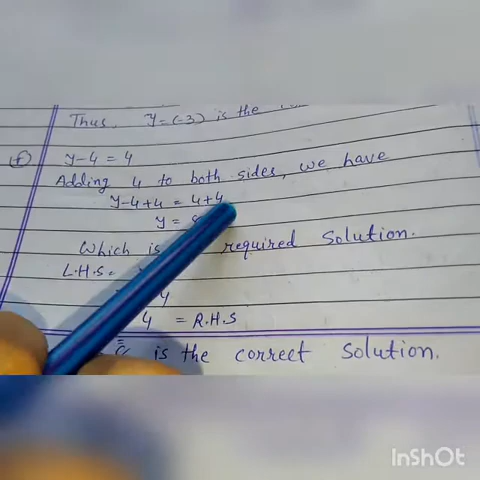 Thus, y=(-3) is the
(f) y-4 = 4
Adding 4 to both sides, we have
y-4+4 = 4+4
y =
Which is required solution.
L.H.S=
4
4 = R.H.S
is the correct solution.
InShOt